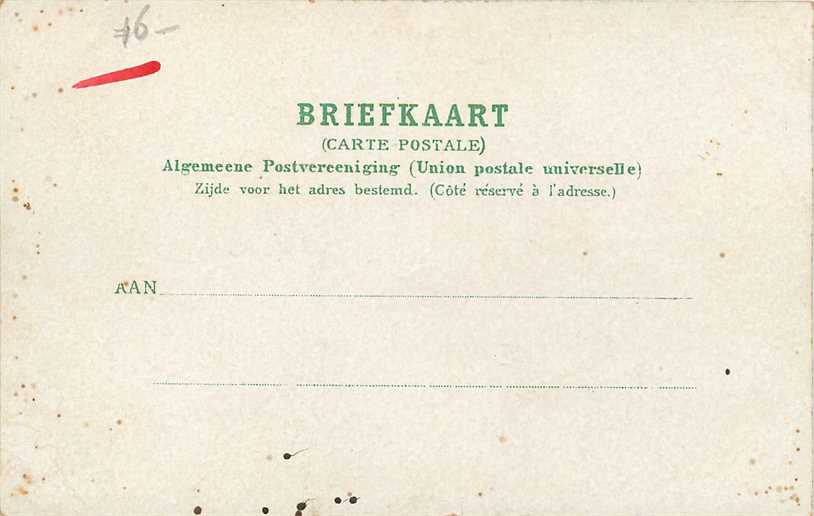 16-
BRIEFKAART
(CARTE POSTALE)
Algemeene Postvereeniging (Union postale universelle)
Zijde voor het adres bestemd. (Côté réservé à l'adresse.)
AAN